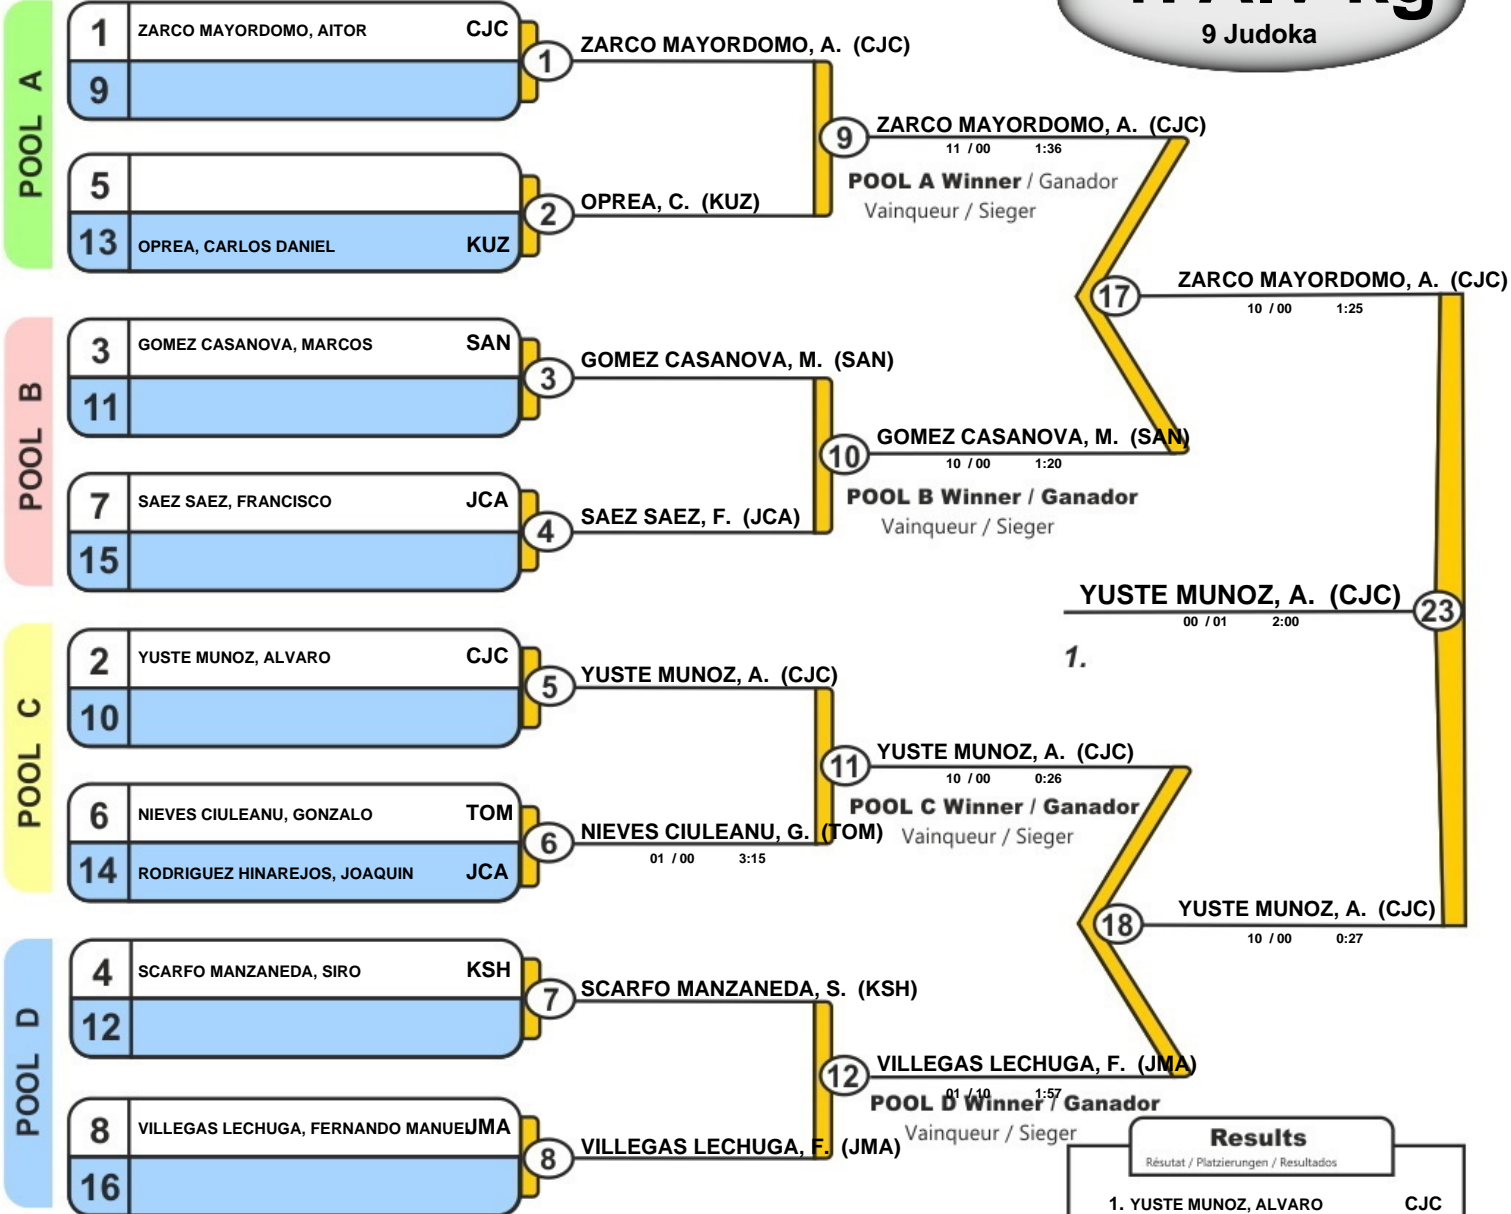 kg
9 Judoka
POOL A
1 ZARCO MAYORDOMO, AITOR CJC
9
1 ZARCO MAYORDOMO, A. (CJC)
5
13 OPREA, CARLOS DANIEL KUZ
2 OPREA, C. (KUZ)
9 ZARCO MAYORDOMO, A. (CJC)
11 / 00 1:36
POOL A Winner / Ganador
Vainqueur / Sieger
POOL B
3 GOMEZ CASANOVA, MARCOS SAN
11
3 GOMEZ CASANOVA, M. (SAN)
7 SAEZ SAEZ, FRANCISCO JCA
15
4 SAEZ SAEZ, F. (JCA)
10 GOMEZ CASANOVA, M. (SAN)
10 / 00 1:20
POOL B Winner / Ganador
Vainqueur / Sieger
17 ZARCO MAYORDOMO, A. (CJC)
10 / 00 1:25
YUSTE MUNOZ, A. (CJC) 23
00 / 01 2:00
1.
POOL C
2 YUSTE MUNOZ, ALVARO CJC
10
5 YUSTE MUNOZ, A. (CJC)
6 NIEVES CIULEANU, GONZALO TOM
14 RODRIGUEZ HINAREJOS, JOAQUIN JCA
6 NIEVES CIULEANU, G. (TOM)
01 / 00 3:15
11 YUSTE MUNOZ, A. (CJC)
10 / 00 0:26
POOL C Winner / Ganador
Vainqueur / Sieger
18 YUSTE MUNOZ, A. (CJC)
10 / 00 0:27
POOL D
4 SCARFO MANZANEDA, SIRO KSH
12
7 SCARFO MANZANEDA, S. (KSH)
8 VILLEGAS LECHUGA, FERNANDO MANUEL JMA
16
8 VILLEGAS LECHUGA, F. (JMA)
12 VILLEGAS LECHUGA, F. (JMA)
01 / 10 1:57
POOL D Winner / Ganador
Vainqueur / Sieger
Results
Résutat / Platzierungen / Resultados
1. YUSTE MUNOZ, ALVARO CJC